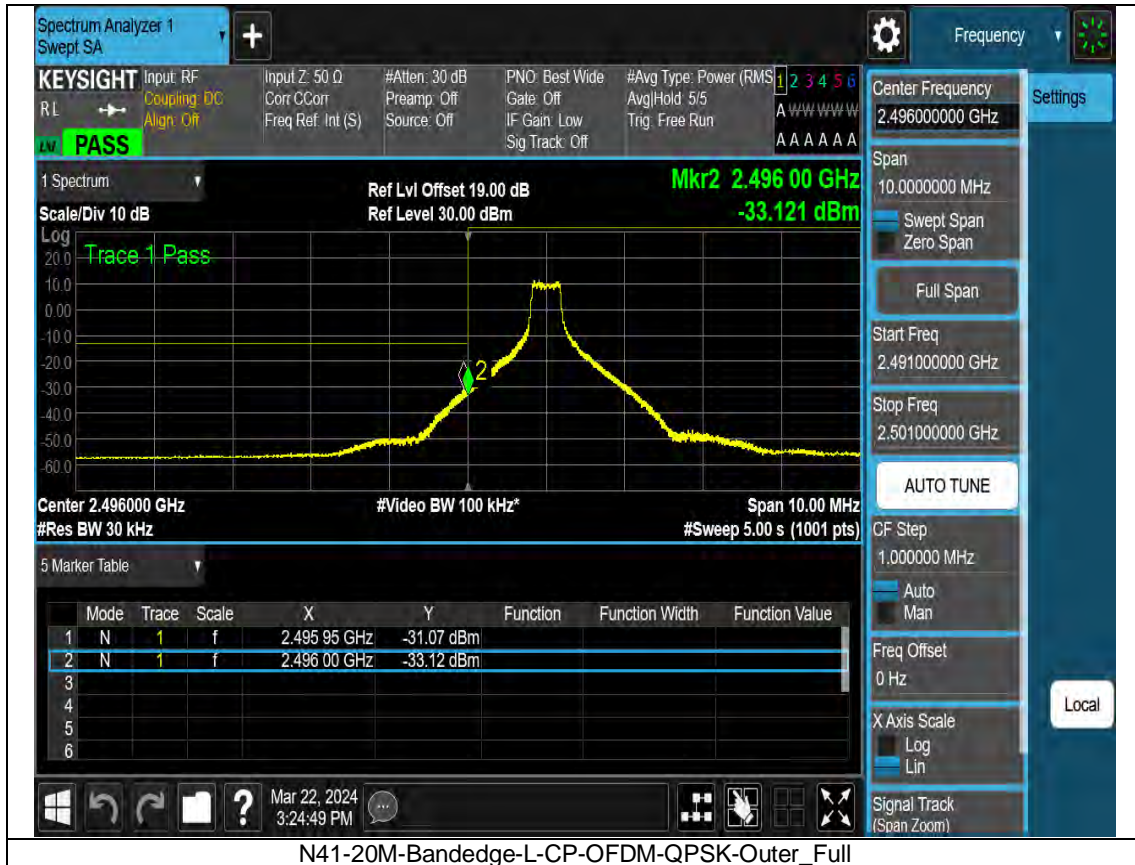 Spectrum Analyzer 1
Swept SA
+
Frequency
KEYSIGHT Input: RF Input Z: 50 Ω #Atten: 30 dB PNO: Best Wide #Avg Type: Power (RMS 1 2 3 4 5 6
RL Coupling: DC Corr CCorr Preamp: Off Gate: Off Avg|Hold: 5/5 A W W W W W
Align: Off Freq Ref: Int (S) Source: Off IF Gain: Low Trig: Free Run
Sig Track: Off A A A A A A
PASS
1 Spectrum
Ref Lvl Offset 19.00 dB
Mkr2 2.496 00 GHz
Scale/Div 10 dB
Ref Level 30.00 dBm
-33.121 dBm
Log
Trace 1 Pass
20.0
10.0
0.00
-10.0
-20.0
2
-30.0
-40.0
-50.0
-60.0
Center 2.496000 GHz #Video BW 100 kHz* Span 10.00 MHz
#Res BW 30 kHz #Sweep 5.00 s (1001 pts)
5 Marker Table
Mode Trace Scale X Y Function Function Width Function Value
1 N 1 f 2.495 95 GHz -31.07 dBm
2 N 1 f 2.496 00 GHz -33.12 dBm
3
4
5
6
?
Mar 22, 2024
3:24:49 PM
Center Frequency
2.496000000 GHz
Settings
Span
10.0000000 MHz
Swept Span
Zero Span
Full Span
Start Freq
2.491000000 GHz
Stop Freq
2.501000000 GHz
AUTO TUNE
CF Step
1.000000 MHz
Auto
Man
Freq Offset
0 Hz
X Axis Scale
Log
Lin
Local
Signal Track
(Span Zoom)
N41-20M-Bandedge-L-CP-OFDM-QPSK-Outer_Full